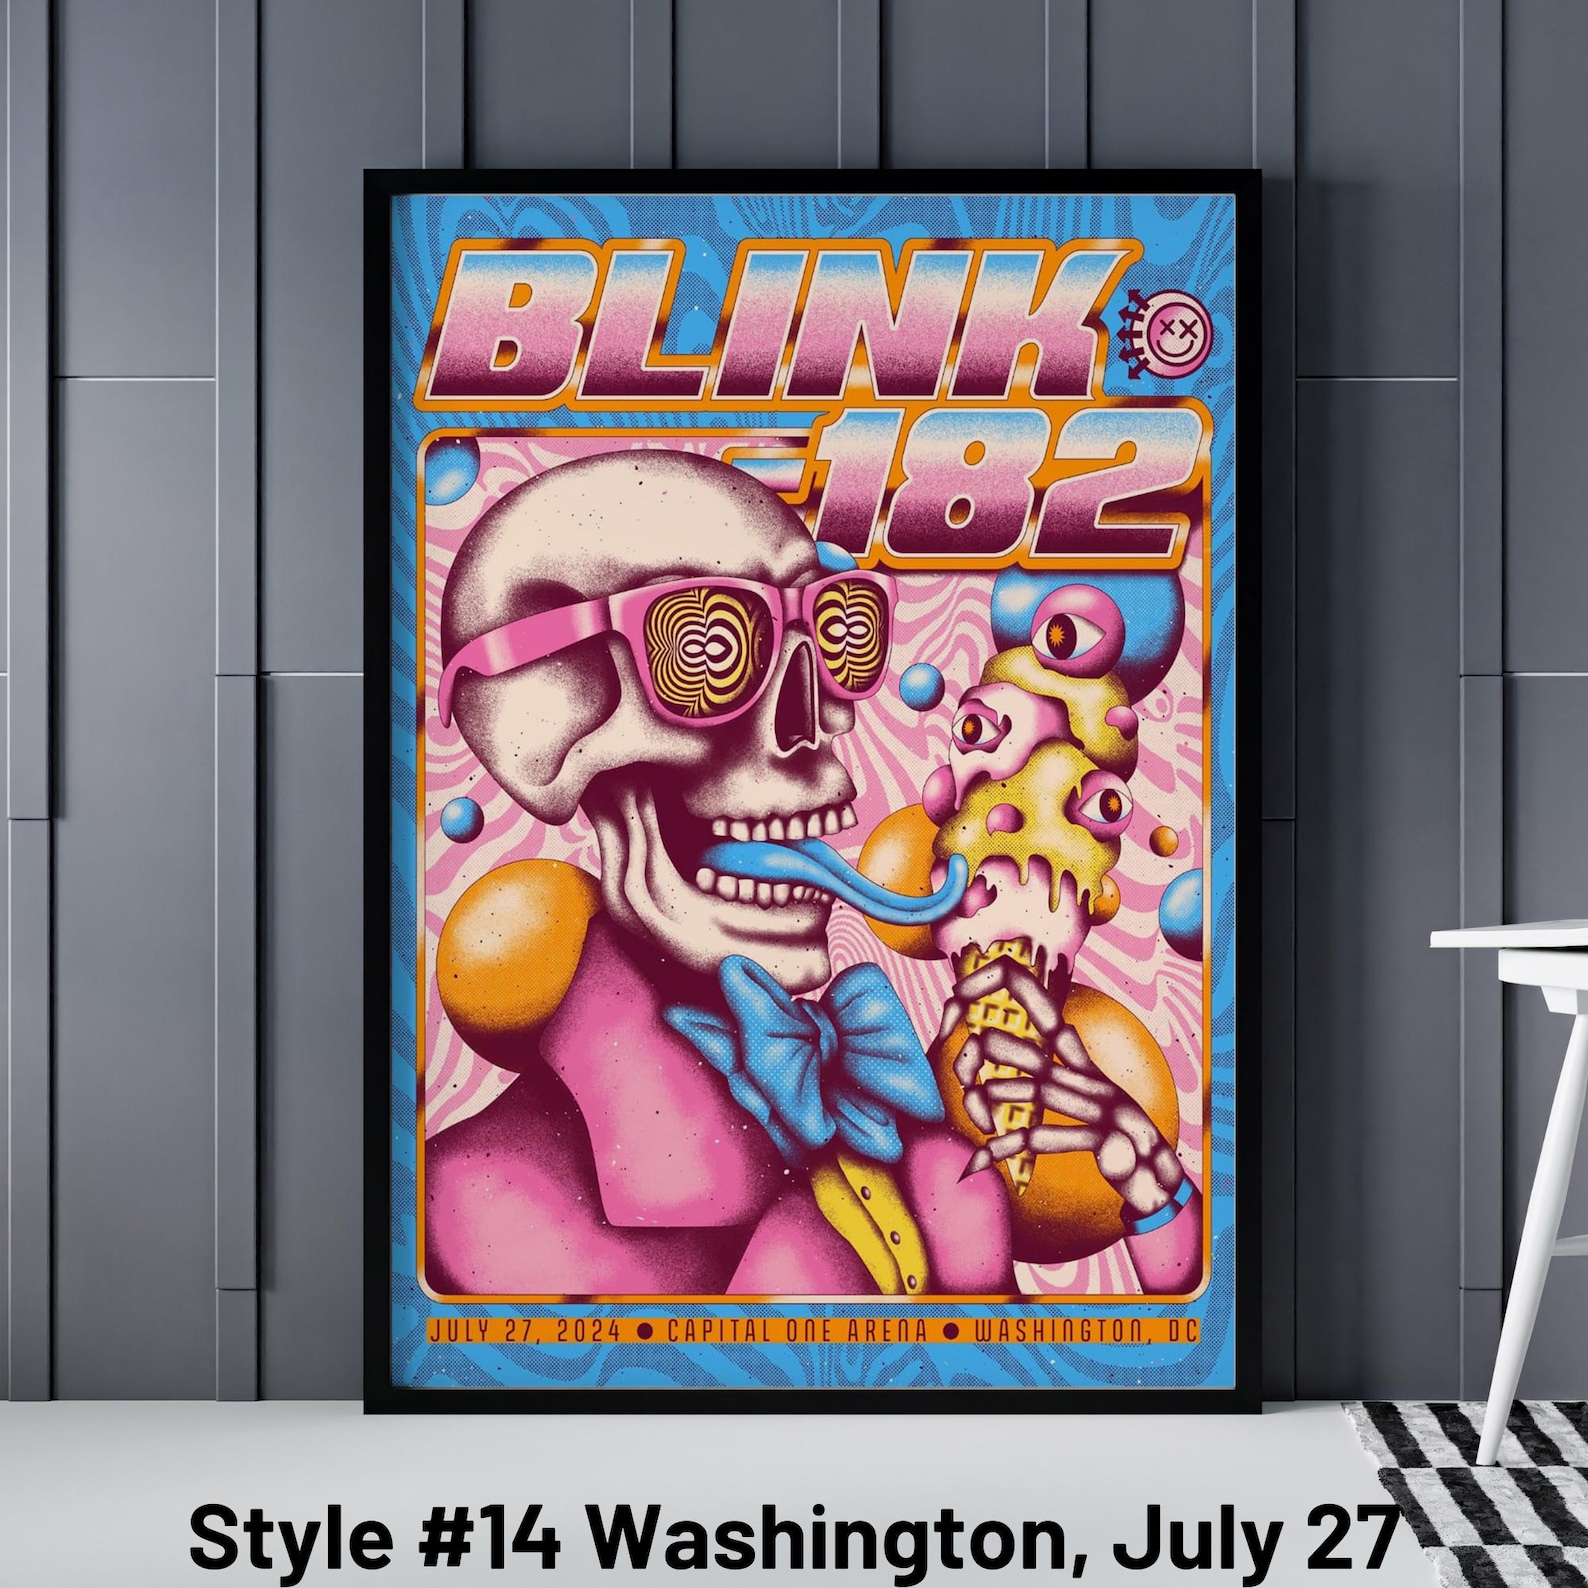 BLINK
-182
JULY 27, 2024 ● CAPITAL ONE ARENA ● WASHINGTON, DC
Style #14 Washington, July 27